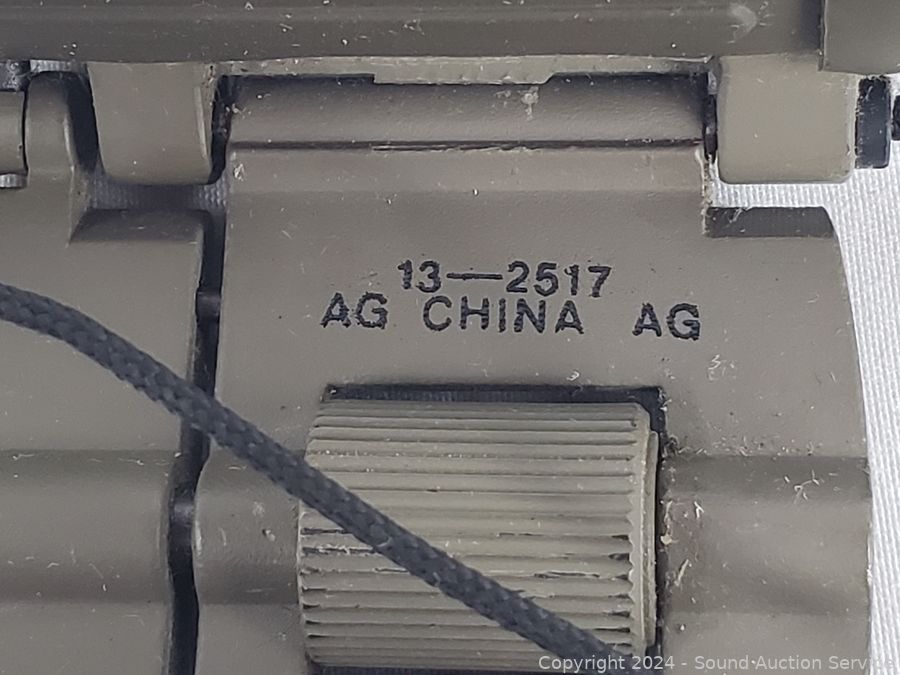 13—2517
AG CHINA AG
Copyright 2024 - Sound Auction Service